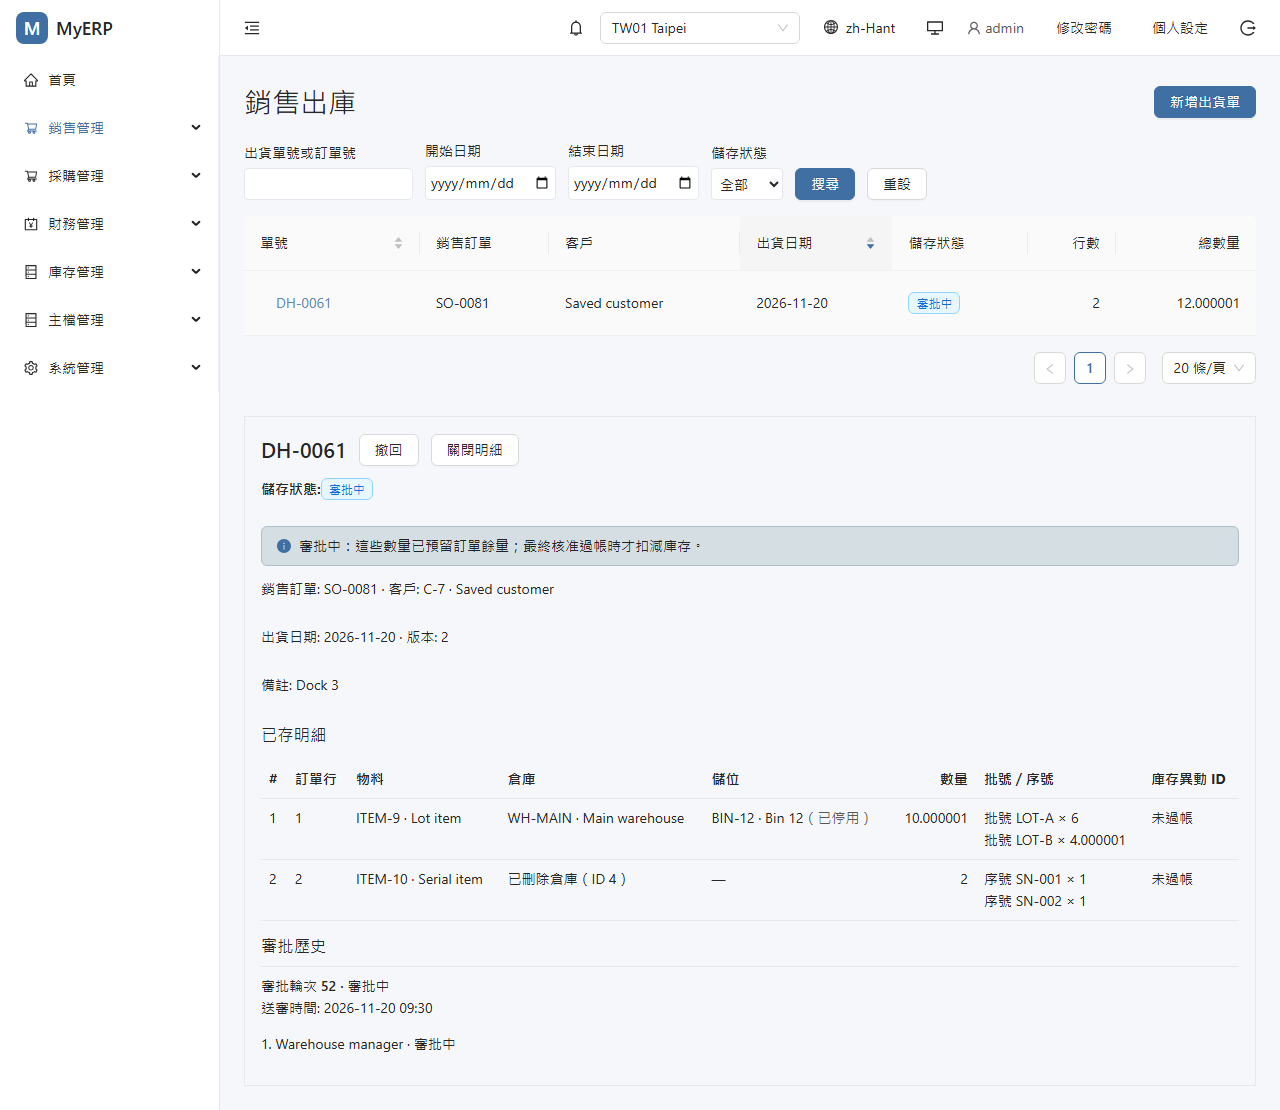 M MyERP
TW01 Taipei
zh-Hant
admin
修改密碼
個人設定
首頁
銷售管理
採購管理
財務管理
庫存管理
主檔管理
系統管理
銷售出庫
新增出貨單
出貨單號或訂單號
開始日期
結束日期
儲存狀態
yyyy/mm/dd
yyyy/mm/dd
全部
搜尋
重設
單號 銷售訂單 客戶 出貨日期 儲存狀態 行數 總數量
DH-0061 SO-0081 Saved customer 2026-11-20 審批中 2 12.000001
1
20 條/頁
DH-0061 撤回 關閉明細
儲存狀態: 審批中
審批中：這些數量已預留訂單餘量；最終核准過帳時才扣減庫存。
銷售訂單: SO-0081 · 客戶: C-7 · Saved customer
出貨日期: 2026-11-20 · 版本: 2
備註: Dock 3
已存明細
# 訂單行 物料 倉庫 儲位 數量 批號 / 序號 庫存異動 ID
1 1 ITEM-9 · Lot item WH-MAIN · Main warehouse BIN-12 · Bin 12（已停用） 10.000001 批號 LOT-A × 6 未過帳
批號 LOT-B × 4.000001
2 2 ITEM-10 · Serial item 已刪除倉庫（ID 4） — 2 序號 SN-001 × 1 未過帳
序號 SN-002 × 1
審批歷史
審批輪次 52 · 審批中
送審時間: 2026-11-20 09:30
1. Warehouse manager · 審批中